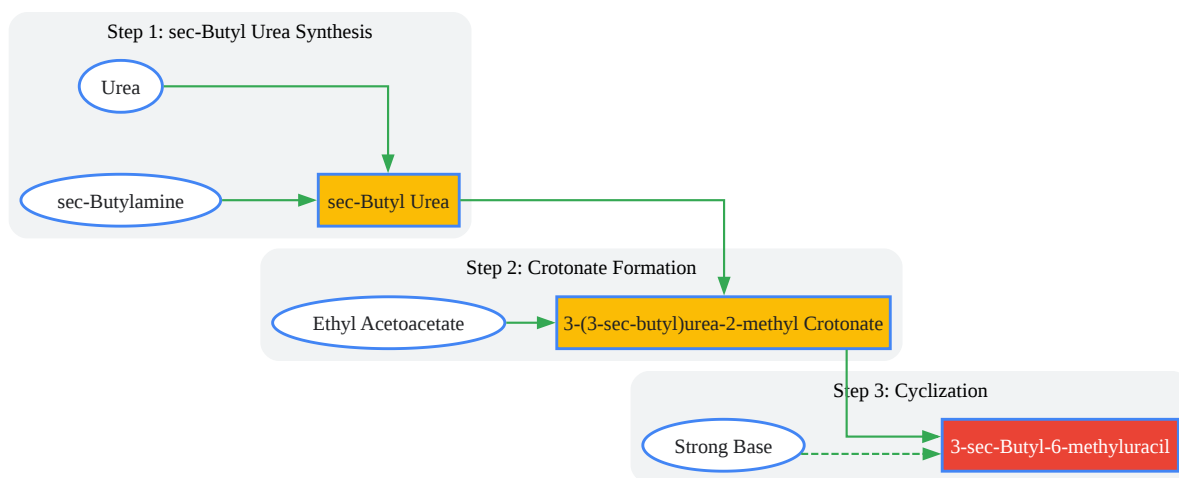 Step 1: sec-Butyl Urea Synthesis
Urea
sec-Butylamine
sec-Butyl Urea
Step 2: Crotonate Formation
Ethyl Acetoacetate
3-(3-sec-butyl)urea-2-methyl Crotonate
Step 3: Cyclization
Strong Base
3-sec-Butyl-6-methyluracil